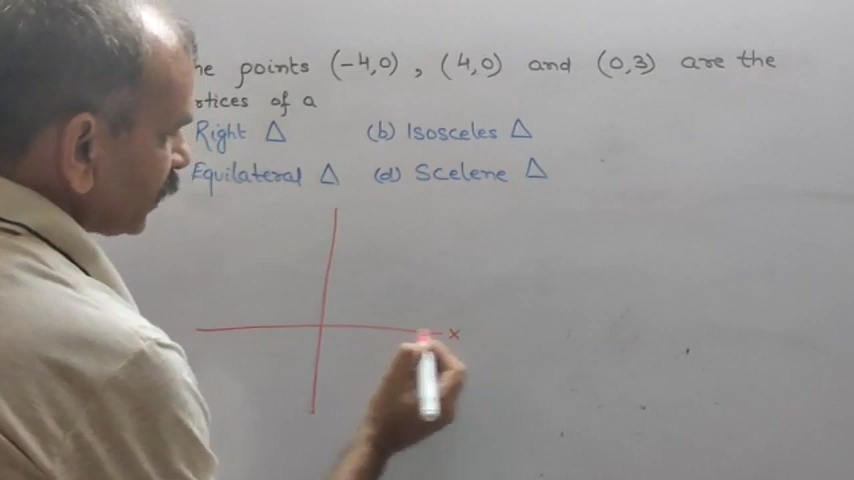 he points (-4,0), (4,0) and (0,3) are the
rtices of a
Right △ (b) Isosceles △
Equilateral △ (d) Scelene △
x